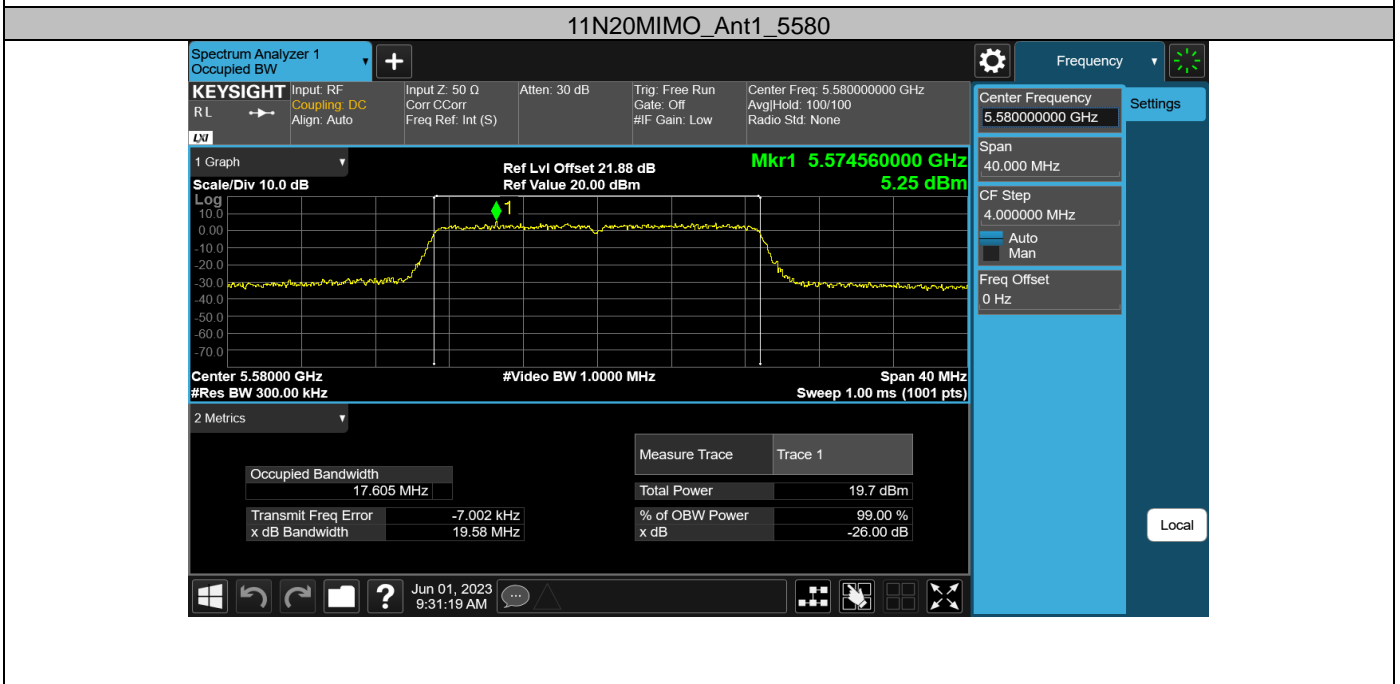 11N20MIMO_Ant1_5580
Spectrum Analyzer 1
Occupied BW
Frequency
KEYSIGHT
R L
LXI
Input: RF
Coupling: DC
Align: Auto
Input Z: 50 Ω
Corr CCorr
Freq Ref: Int (S)
Atten: 30 dB
Trig: Free Run
Gate: Off
#IF Gain: Low
Center Freq: 5.580000000 GHz
Avg|Hold: 100/100
Radio Std: None
Center Frequency
5.580000000 GHz
Settings
Span
40.000 MHz
CF Step
4.000000 MHz
Auto
Man
Freq Offset
0 Hz
Local
1 Graph
Scale/Div 10.0 dB
Ref Lvl Offset 21.88 dB
Ref Value 20.00 dBm
Mkr1 5.574560000 GHz
5.25 dBm
Log
10.0
0.00
-10.0
-20.0
-30.0
-40.0
-50.0
-60.0
-70.0
1
Center 5.58000 GHz
#Res BW 300.00 kHz
#Video BW 1.0000 MHz
Span 40 MHz
Sweep 1.00 ms (1001 pts)
2 Metrics
Measure Trace Trace 1
Occupied Bandwidth
17.605 MHz
Total Power 19.7 dBm
Transmit Freq Error -7.002 kHz
% of OBW Power 99.00 %
x dB Bandwidth 19.58 MHz
x dB -26.00 dB
?
Jun 01, 2023
9:31:19 AM